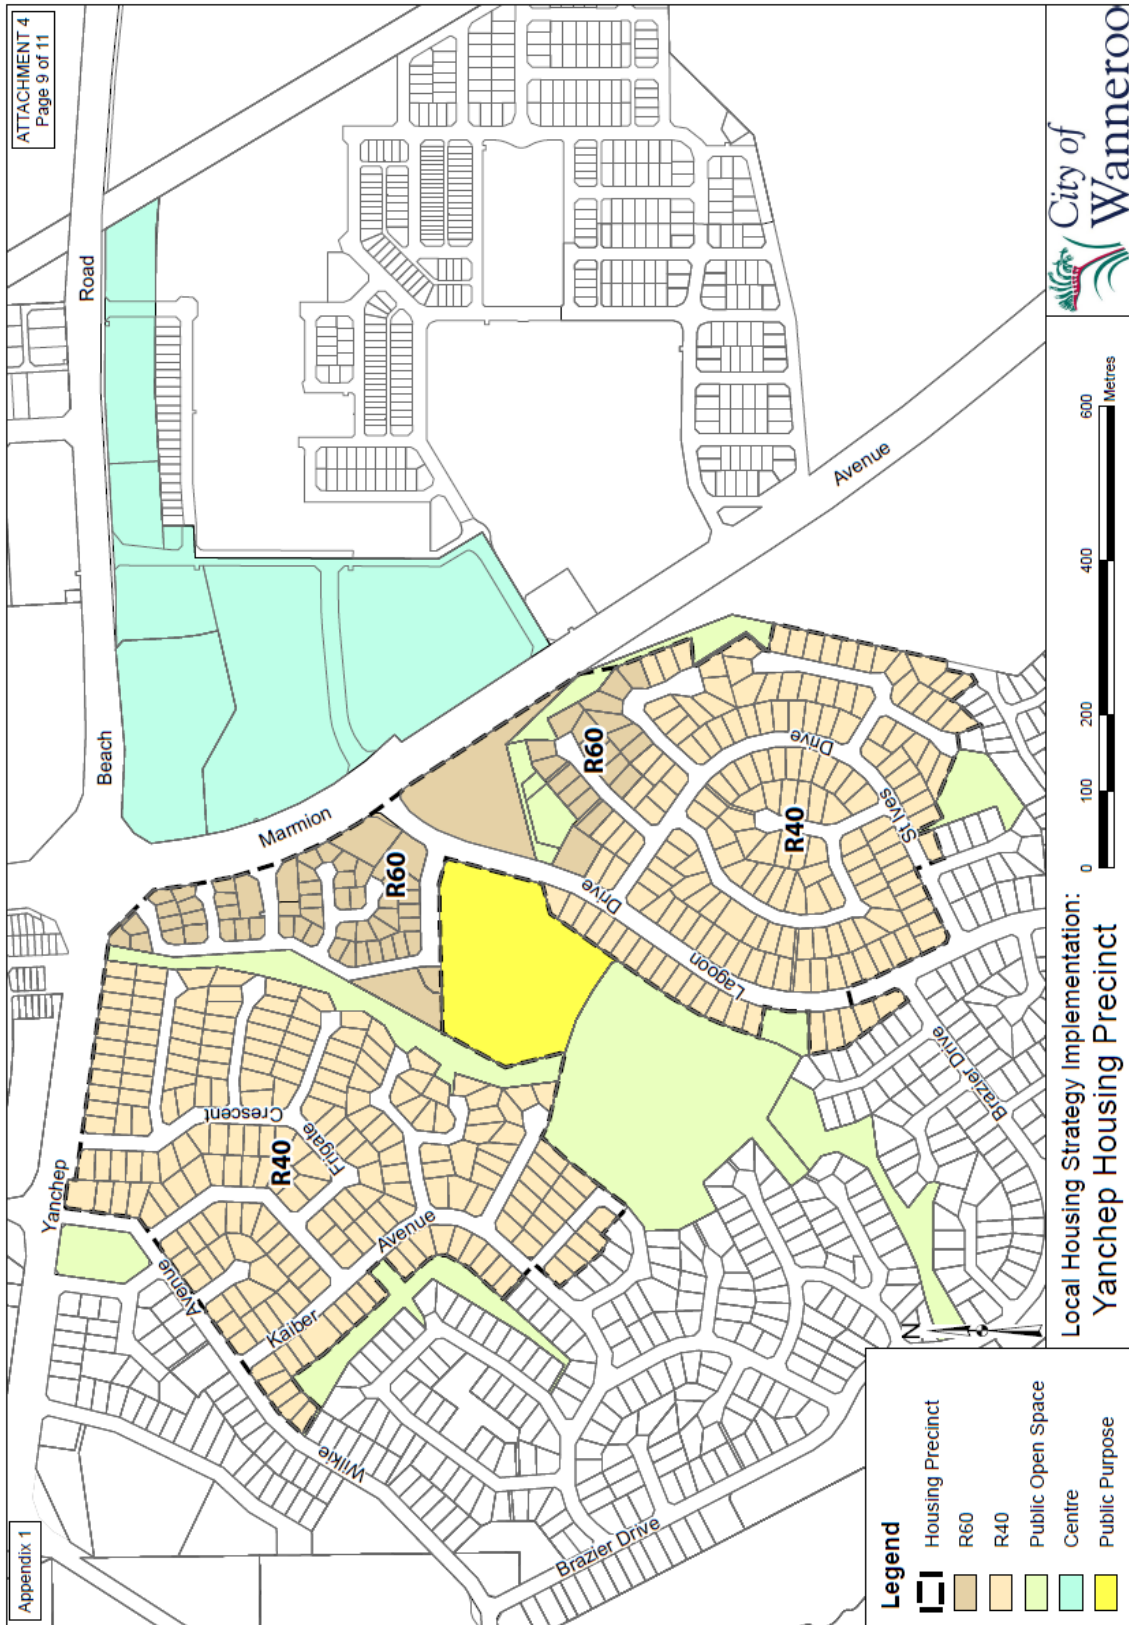 Appendix 1
ATTACHMENT 4
Page 9 of 11
Yanchep
Beach
Road
Marmion
Avenue
Wilkie
Avenue
Kaiber
Avenue
Frigate
Crescent
R40
R60
R60
R40
Lagoon
Drive
St Ives
Drive
Brazier Drive
Brazier Drive
N
Legend
Housing Precinct
R60
R40
Public Open Space
Centre
Public Purpose
Local Housing Strategy Implementation:
Yanchep Housing Precinct
0 100 200 400 600
Metres
City of
Wanneroo